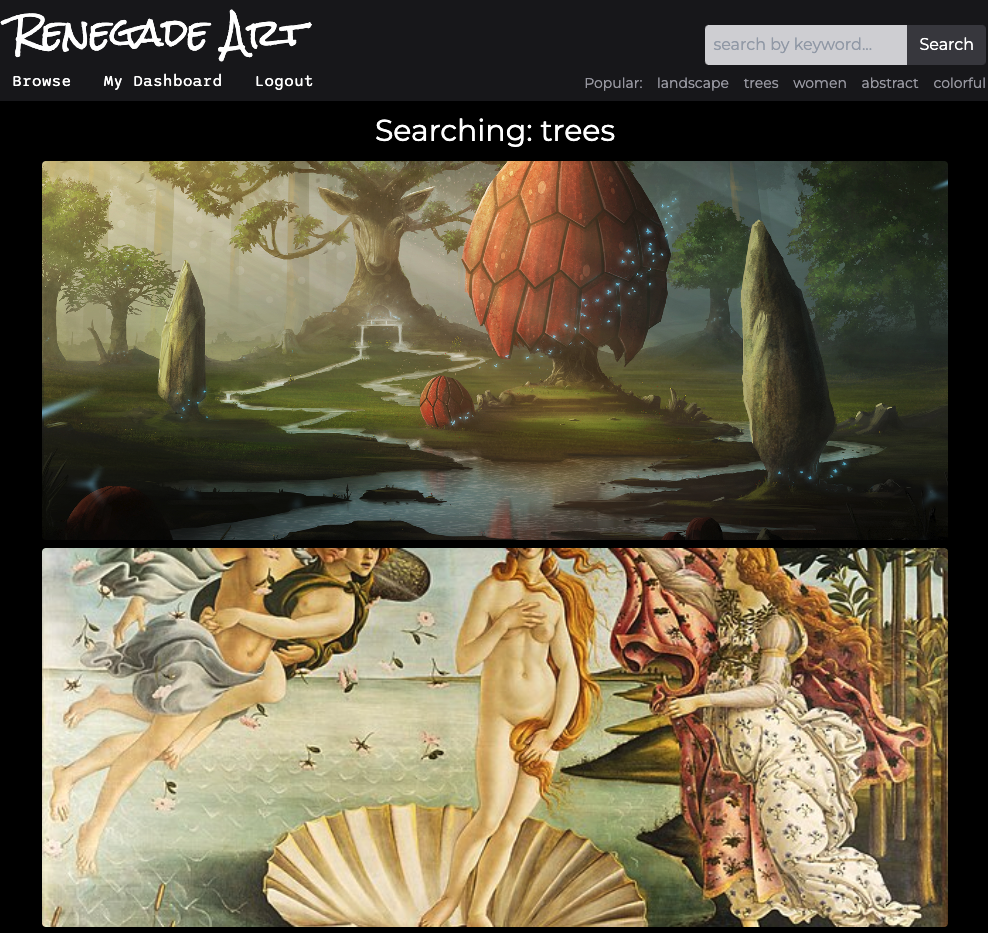 Renegade Art
search by keyword...
Search
Browse
My Dashboard
Logout
Popular: landscape trees women abstract colorful
Searching: trees